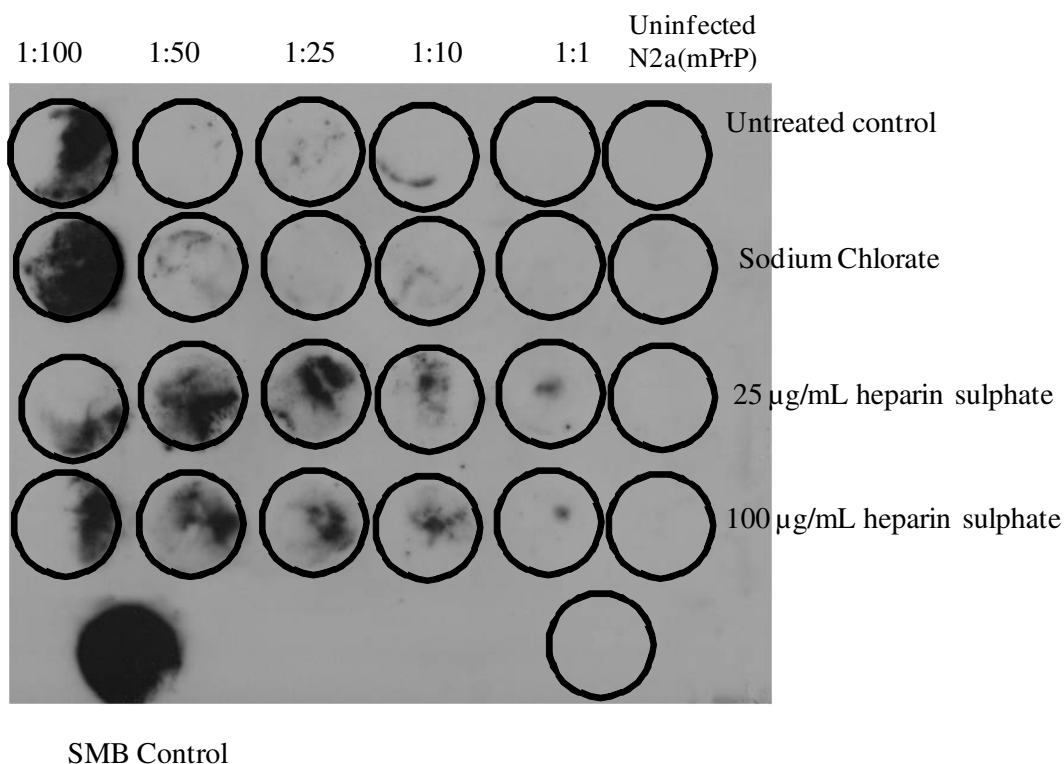 1:100 1:50 1:25 1:10 1:1 Uninfected
N2a(mPrP)
Untreated control
Sodium Chlorate
25 µg/mL heparin sulphate
100 µg/mL heparin sulphate
SMB Control